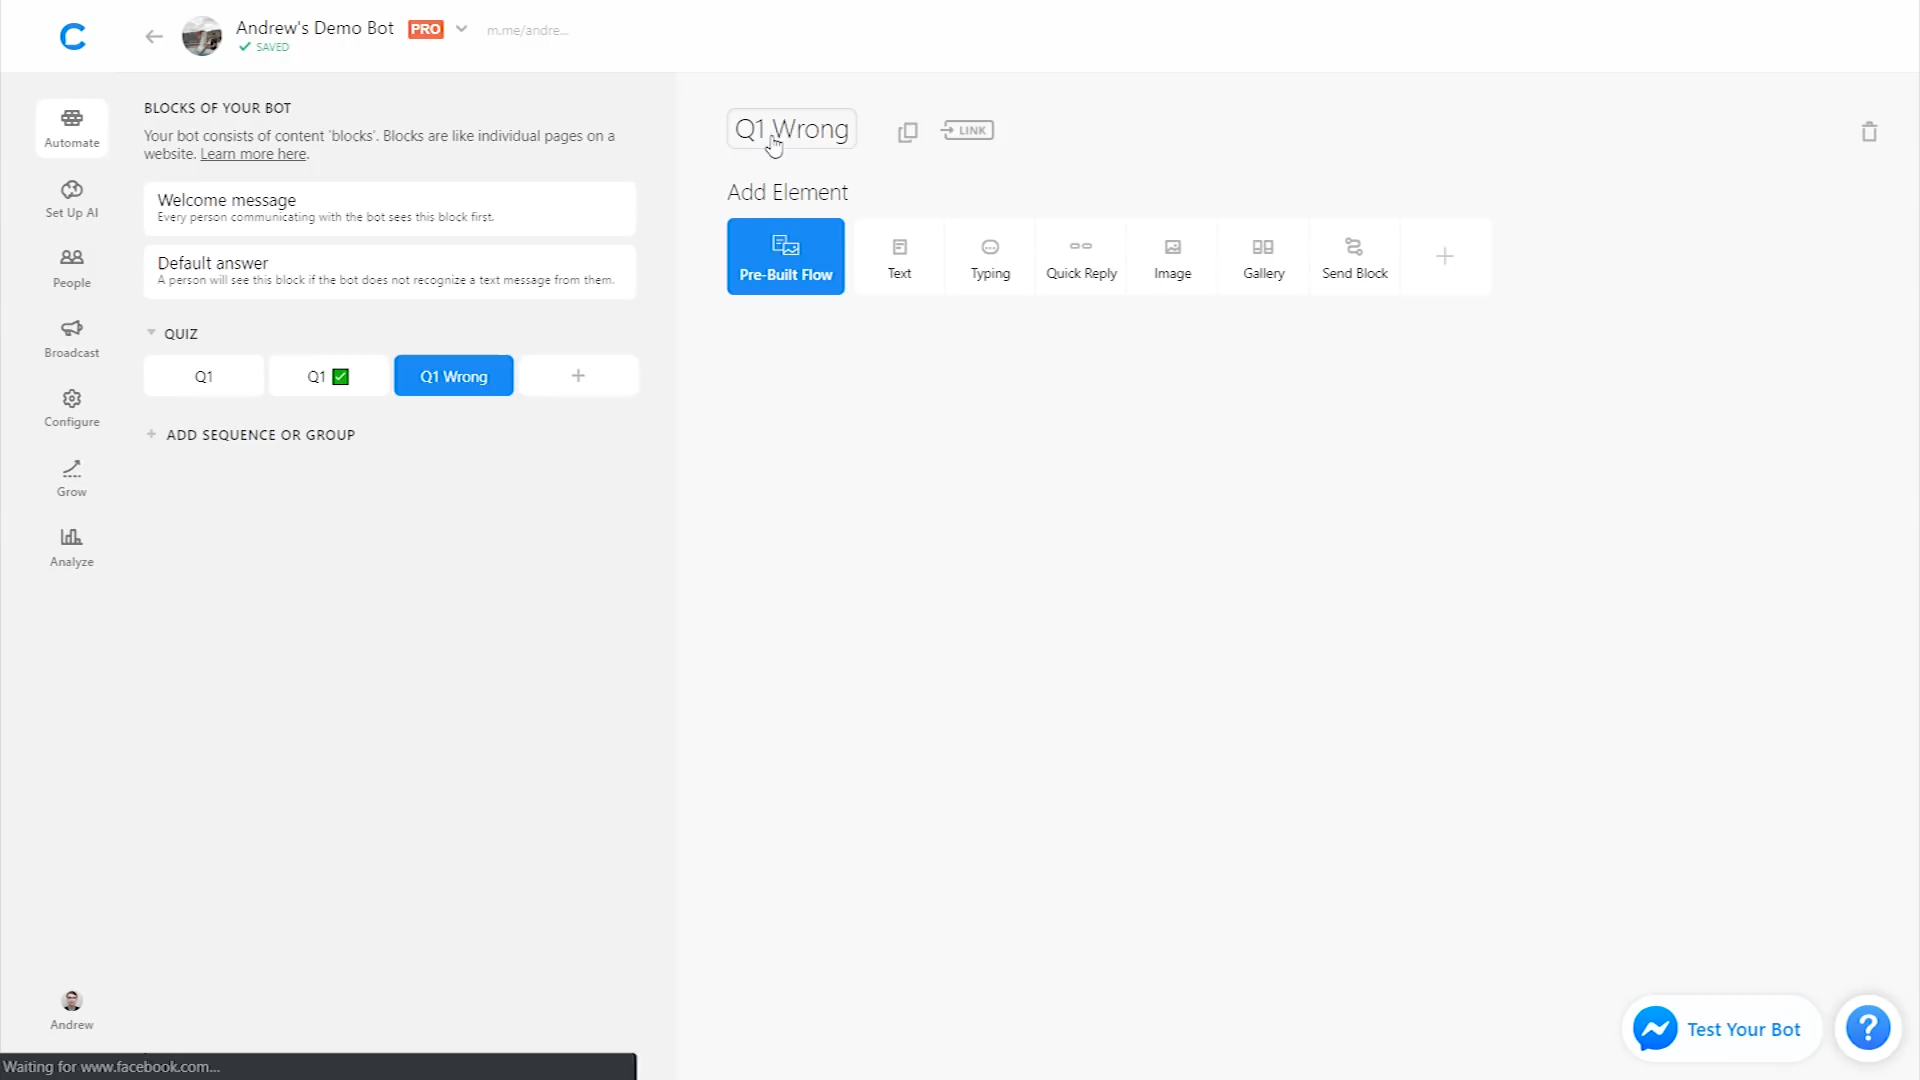 Andrew's Demo Bot PRO m.me/andre...
SAVED
Automate
Set Up AI
People
Broadcast
Configure
Grow
Analyze
Andrew
BLOCKS OF YOUR BOT
Your bot consists of content 'blocks'. Blocks are like individual pages on a
website. Learn more here.
Welcome message
Every person communicating with the bot sees this block first.
Default answer
A person will see this block if the bot does not recognize a text message from them.
QUIZ
Q1 Q1 ✅ Q1 Wrong +
+ ADD SEQUENCE OR GROUP
Q1 Wrong LINK
Add Element
Pre-Built Flow Text Typing Quick Reply Image Gallery Send Block +
Test Your Bot ?
Waiting for www.facebook.com...